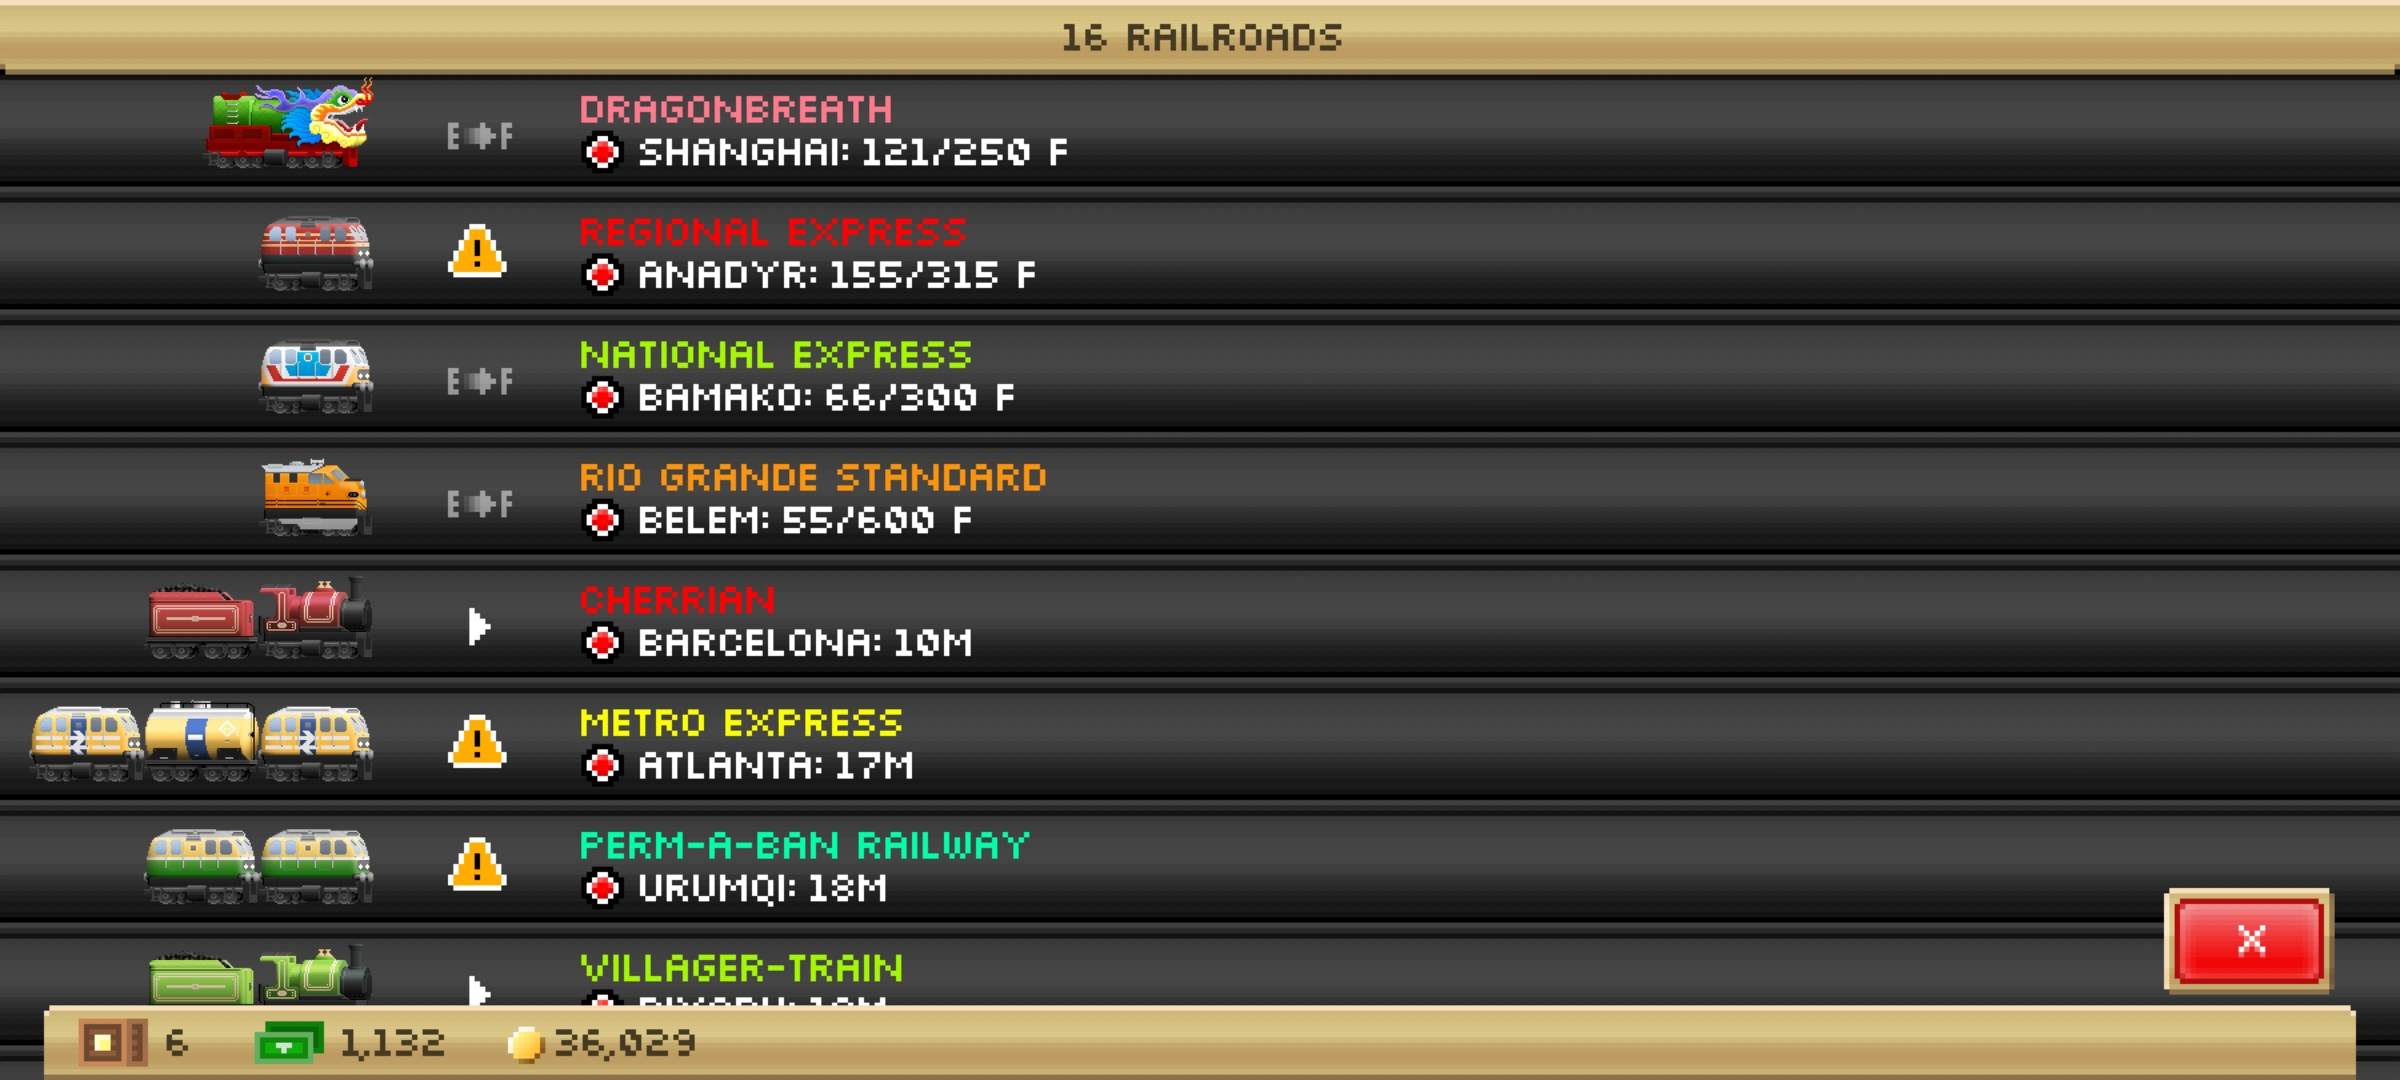 16 RAILROADS
DRAGONBREATH
E F
SHANGHAI: 121/250 F
REGIONAL EXPRESS
ANADYR: 155/315 F
NATIONAL EXPRESS
E F
BAMAKO: 66/300 F
RIO GRANDE STANDARD
E F
BELEM: 55/600 F
CHERRIAN
BARCELONA: 10M
METRO EXPRESS
ATLANTA: 17M
PERM-A-BAN RAILWAY
URUMQI: 18M
VILLAGER-TRAIN
X
6 1,132 36,029